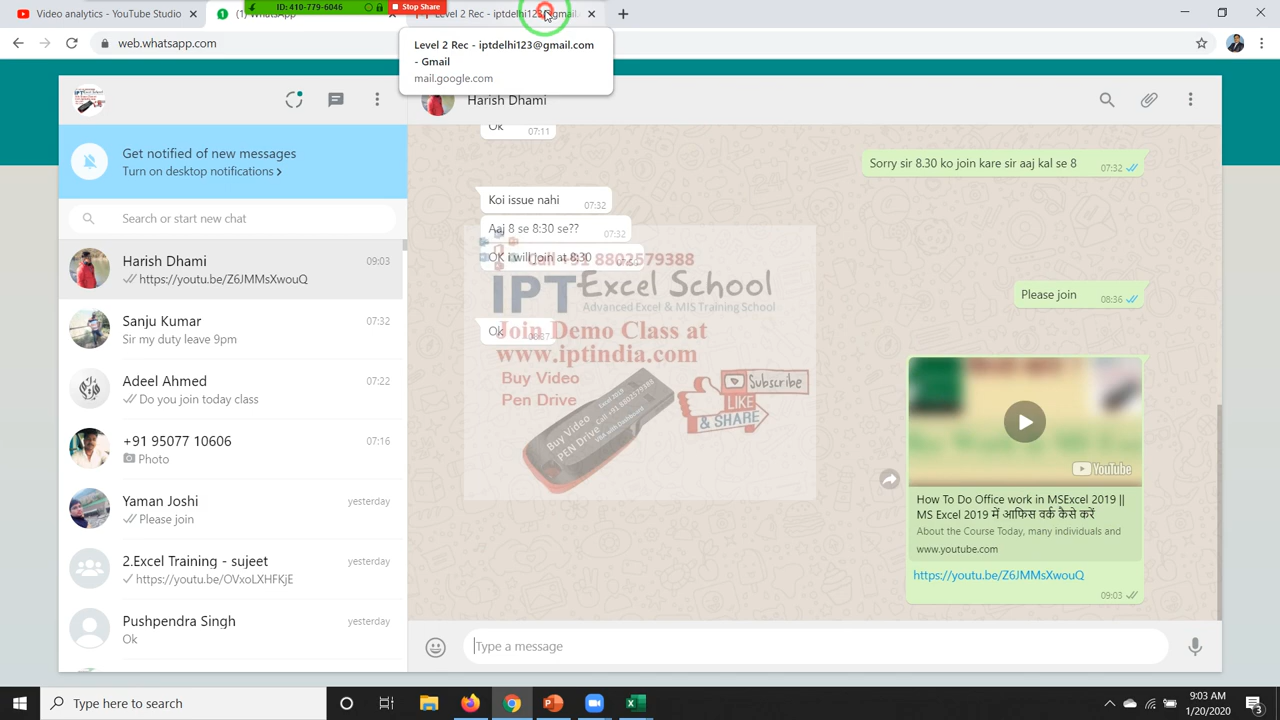 Video analytics - YouTube Studio
(1) WhatsApp
ID: 410-779-6046
Stop Share
Level 2 Rec - iptdelhi123@gmail.com
web.whatsapp.com
Level 2 Rec - iptdelhi123@gmail.com
- Gmail
mail.google.com
Harish Dhami
Get notified of new messages
Turn on desktop notifications >
Search or start new chat
Harish Dhami 09:03
https://youtu.be/Z6JMMsXwouQ
Sanju Kumar 07:32
Sir my duty leave 9pm
Adeel Ahmed 07:22
Do you join today class
+91 95077 10606 07:16
Photo
Yaman Joshi yesterday
Please join
2.Excel Training - sujeet yesterday
https://youtu.be/OVxoLXHFKjE
Pushpendra Singh yesterday
Ok
Ok 07:11
Sorry sir 8.30 ko join kare sir aaj kal se 8 07:32
Koi issue nahi 07:32
Aaj 8 se 8:30 se?? 07:32
OK i will join at 8:30
Please join 08:36
Ok 08:37
Call +91 8802579388
IPT Excel School
Advanced Excel & MIS Training School
Join Demo Class at
www.iptindia.com
Buy Video
Pen Drive
Subscribe
LIKE
& SHARE
Buy Video
PEN Drive
YouTube
How To Do Office work in MSExcel 2019 ||
MS Excel 2019 में आफिस वर्क कैसे करें
About the Course Today, many individuals and
www.youtube.com
https://youtu.be/Z6JMMsXwouQ
09:03
Type a message
Type here to search
9:03 AM
1/20/2020
3